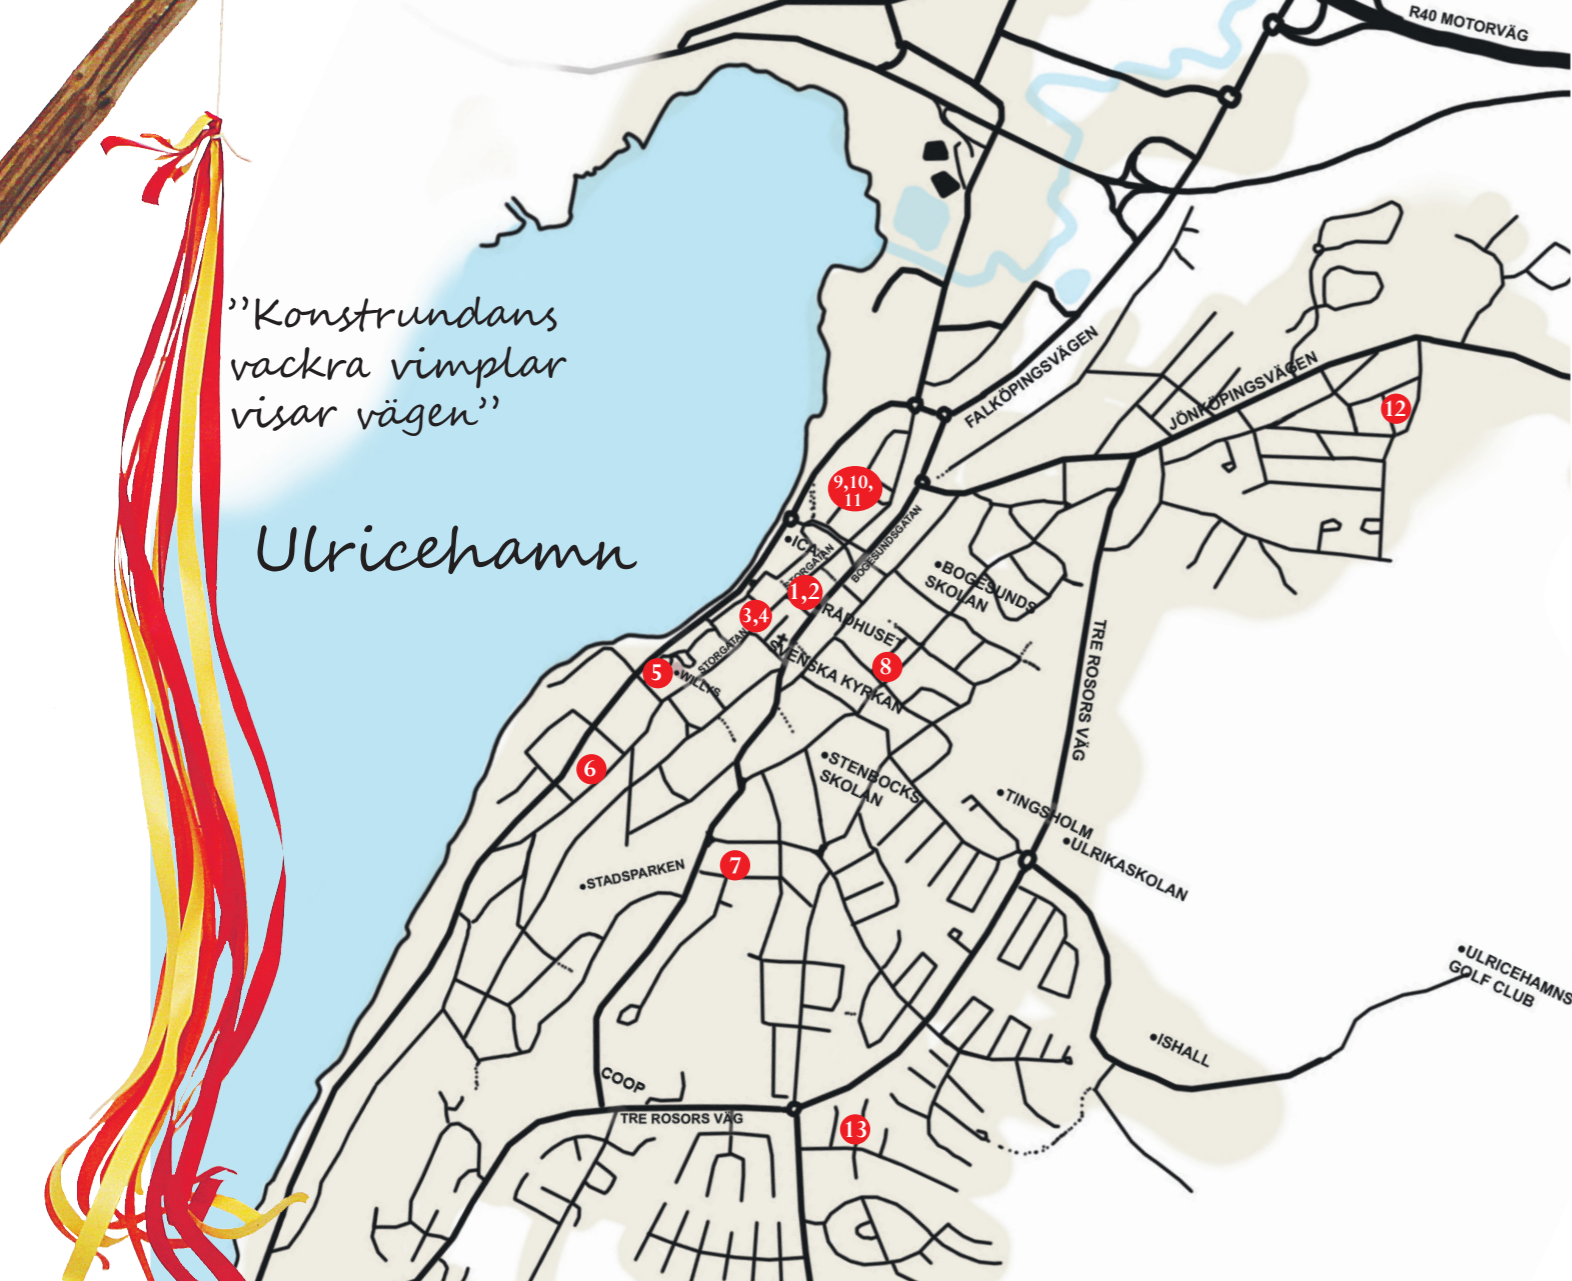 R40 MOTORVÄG
”Konstrundans
vackra vimplar
visar vägen”
Ulricehamn
FALKÖPINGSVÄGEN
JÖNKÖPINGSVÄGEN
12
9,10,
11
•ICA
STORGATAN
BOGESUNDSGATAN
•BOGESUNDS
SKOLAN
1,2
3,4
RÅDHUSET
STORGATAN
SVENSKA KYRKAN
8
5
•WILLYS
TRE ROSORS VÄG
6
•STENBOCKS
SKOLAN
•TINGSHOLM
•ULRIKASKOLAN
7
•STADSPARKEN
•ULRICEHAMNS
GOLF CLUB
•ISHALL
COOP
TRE ROSORS VÄG
13